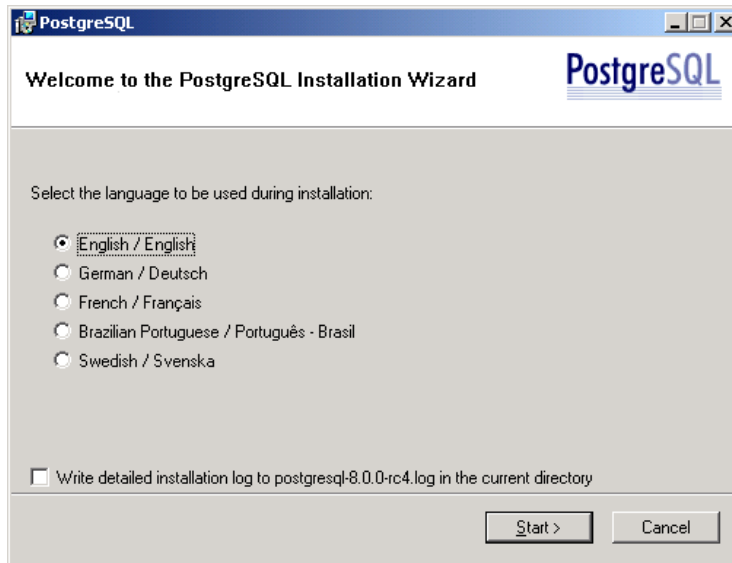 PostgreSQL
Welcome to the PostgreSQL Installation Wizard
PostgreSQL
Select the language to be used during installation:
English / English
German / Deutsch
French / Français
Brazilian Portuguese / Português - Brasil
Swedish / Svenska
Write detailed installation log to postgresql-8.0.0-rc4.log in the current directory
Start >
Cancel